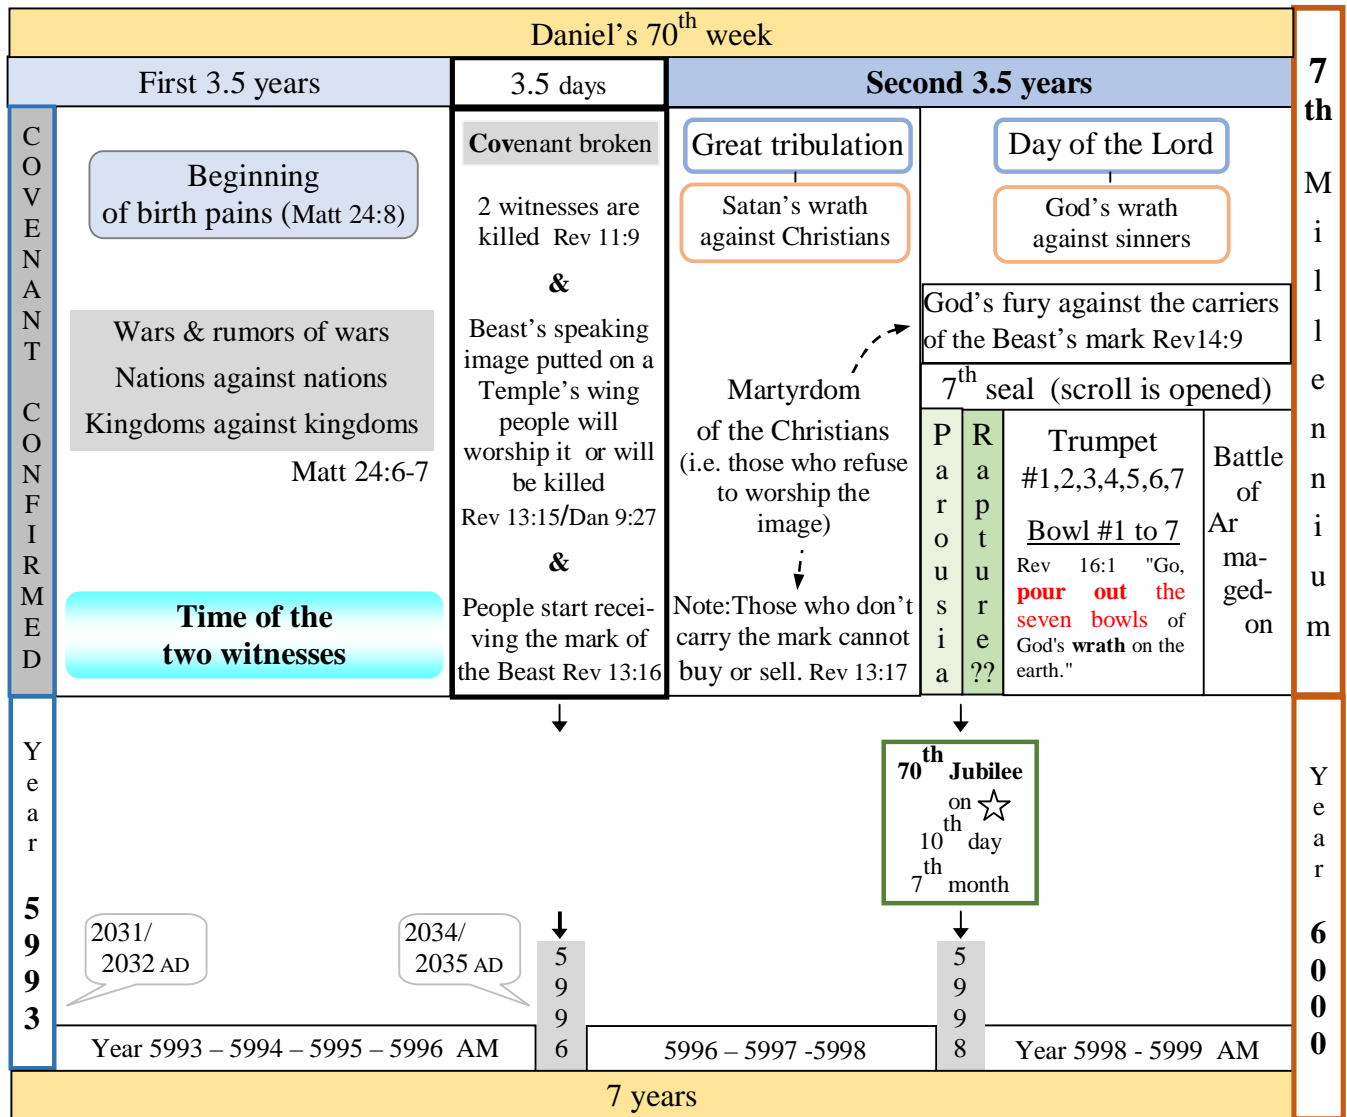 Daniel's 70th week
First 3.5 years
3.5 days
Second 3.5 years
7th Millennium
COVENANT CONFIRMED
Beginning
of birth pains (Matt 24:8)
Wars & rumors of wars
Nations against nations
Kingdoms against kingdoms
Matt 24:6-7
Time of the
two witnesses
Covenant broken
2 witnesses are
killed Rev 11:9
&
Beast's speaking
image putted on a
Temple's wing
people will
worship it or will
be killed
Rev 13:15/Dan 9:27
&
People start recei-
ving the mark of
the Beast Rev 13:16
Great tribulation
Satan's wrath
against Christians
Martyrdom
of the Christians
(i.e. those who refuse
to worship the
image)
Note:Those who don't
carry the mark cannot
buy or sell. Rev 13:17
Day of the Lord
God's wrath
against sinners
God's fury against the carriers
of the Beast's mark Rev14:9
7th seal (scroll is opened)
Parousia
Rapture??
Trumpet
#1,2,3,4,5,6,7
Bowl #1 to 7
Rev 16:1 "Go,
pour out the
seven bowls of
God's wrath on the
earth."
Battle
of
Ar
ma-
ged-
on
70th Jubilee
on
10th day
7th month
Year 5993
2031/
2032 AD
2034/
2035 AD
5996
5998
Year 6000
Year 5993 – 5994 – 5995 – 5996 AM
5996 – 5997 -5998
Year 5998 - 5999 AM
7 years